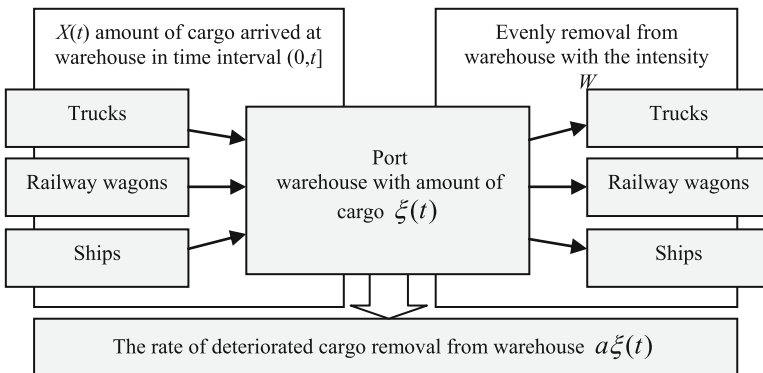 X(t) amount of cargo arrived at
warehouse in time interval (0,t]
Trucks
Railway wagons
Ships
Port
warehouse with amount of
cargo ξ(t)
Evenly removal from
warehouse with the intensity
W
Trucks
Railway wagons
Ships
The rate of deteriorated cargo removal from warehouse aξ(t)